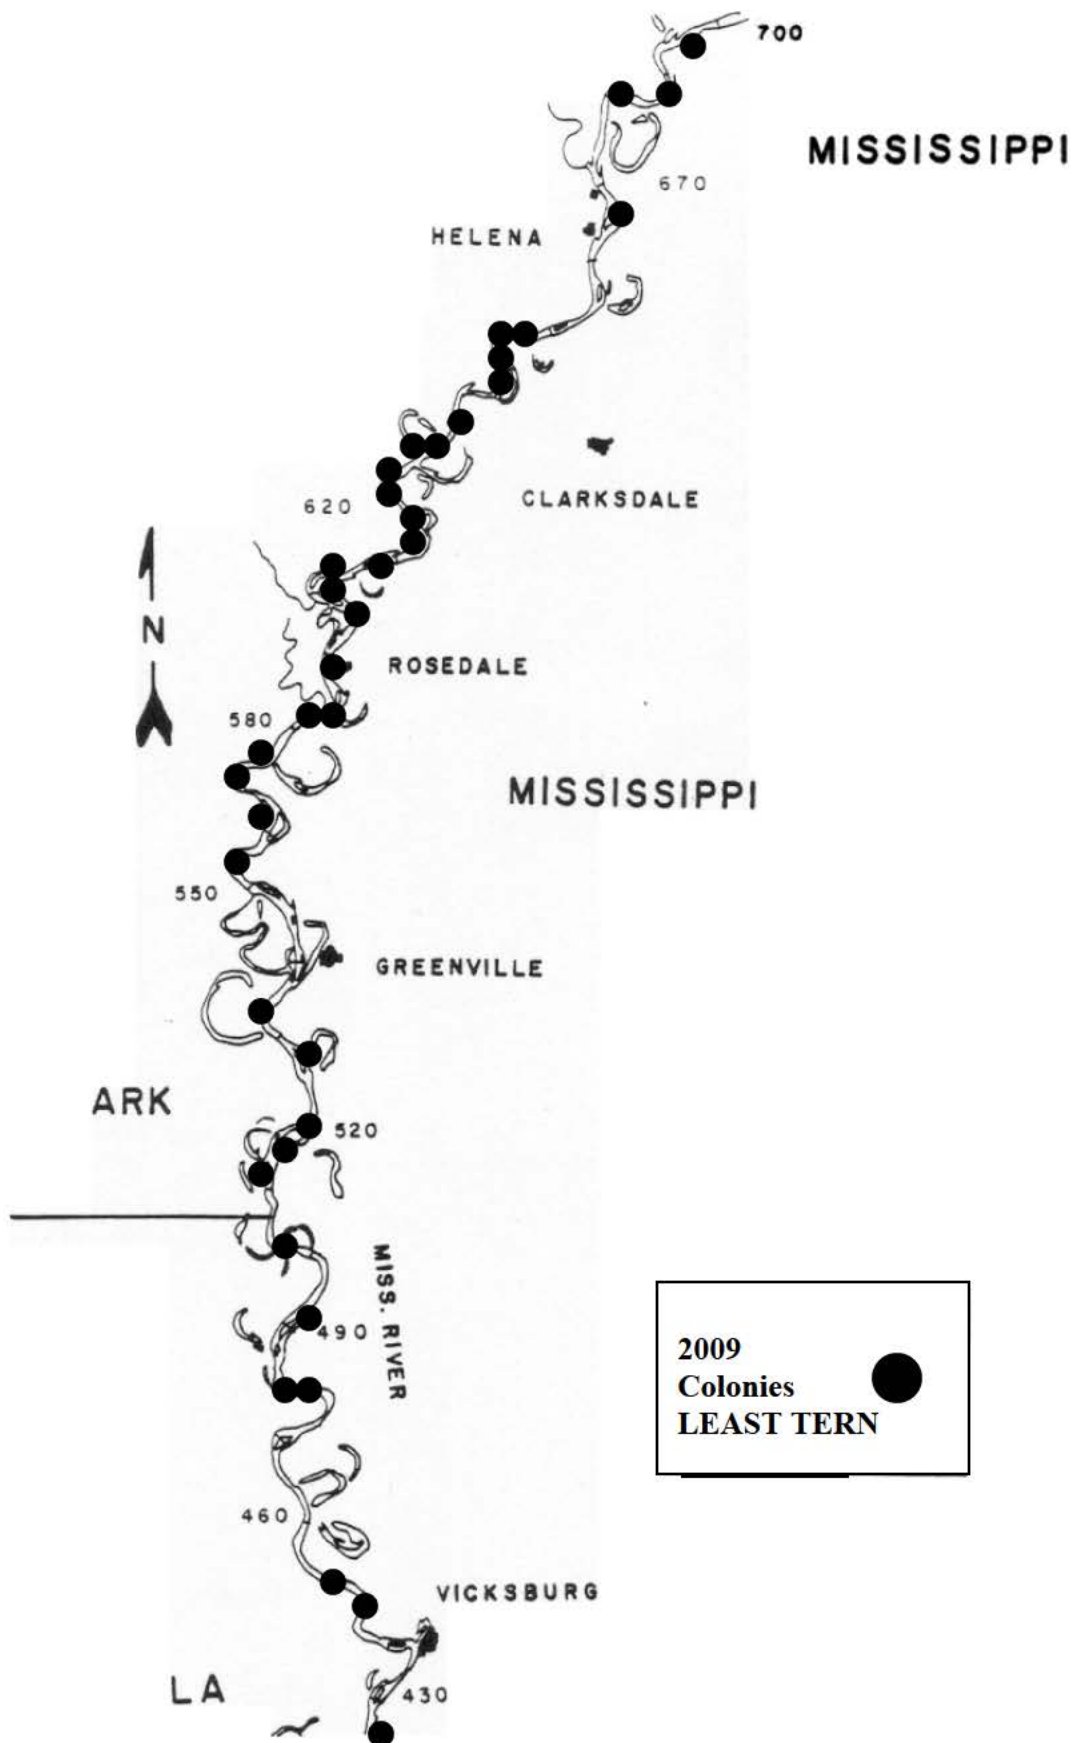 700
MISSISSIPPI
670
HELENA
CLARKSDALE
620
N
ROSEDALE
580
MISSISSIPPI
550
GREENVILLE
ARK
520
MISS. RIVER
490
2009
Colonies
LEAST TERN
460
VICKSBURG
LA
430